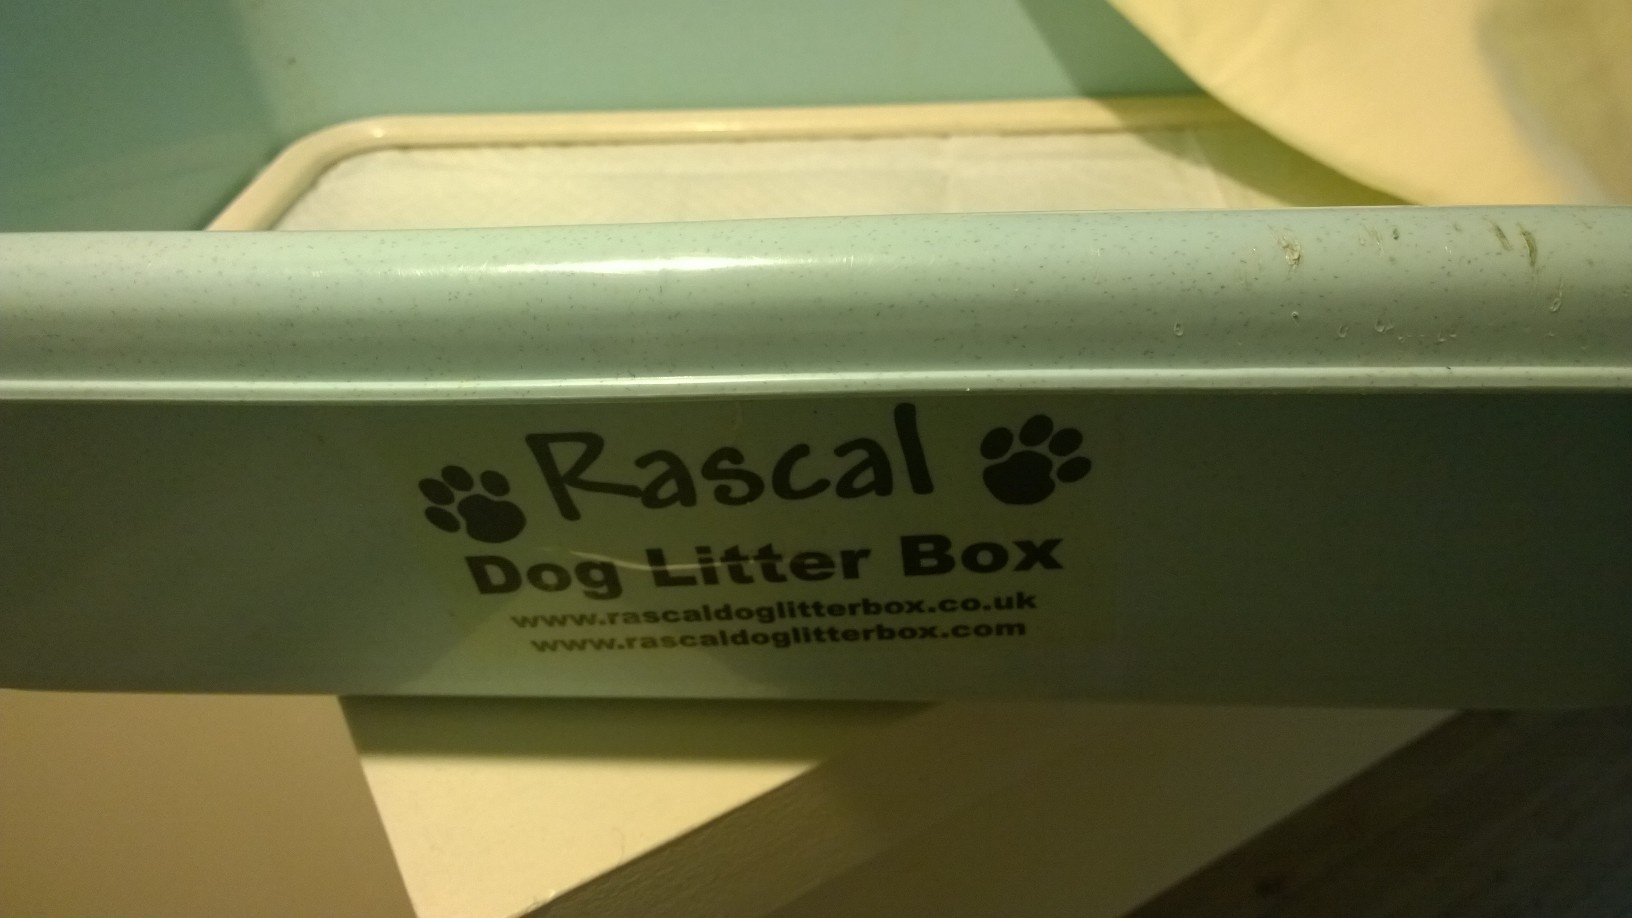 Rascal
Dog Litter Box
www.rascaldoglitterbox.co.uk
www.rascaldoglitterbox.com